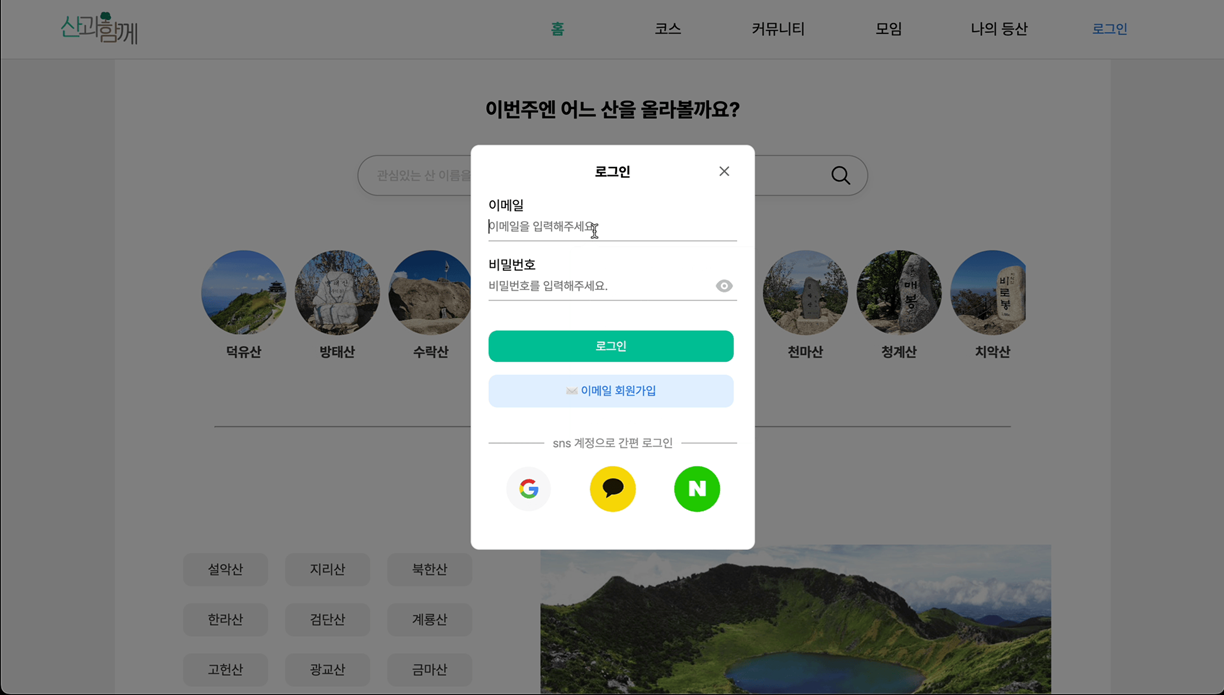 산과함께
홈 코스 커뮤니티 모임 나의 등산 로그인
이번주엔 어느 산을 올라볼까요?
관심있는 산 이름을
로그인
이메일
이메일을 입력해주세요.
비밀번호
비밀번호를 입력해주세요.
로그인
이메일 회원가입
sns 계정으로 간편 로그인
G
N
매봉
비로봉
덕유산 방태산 수락산 천마산 청계산 치악산
설악산 지리산 북한산
한라산 검단산 계룡산
고헌산 광교산 금마산